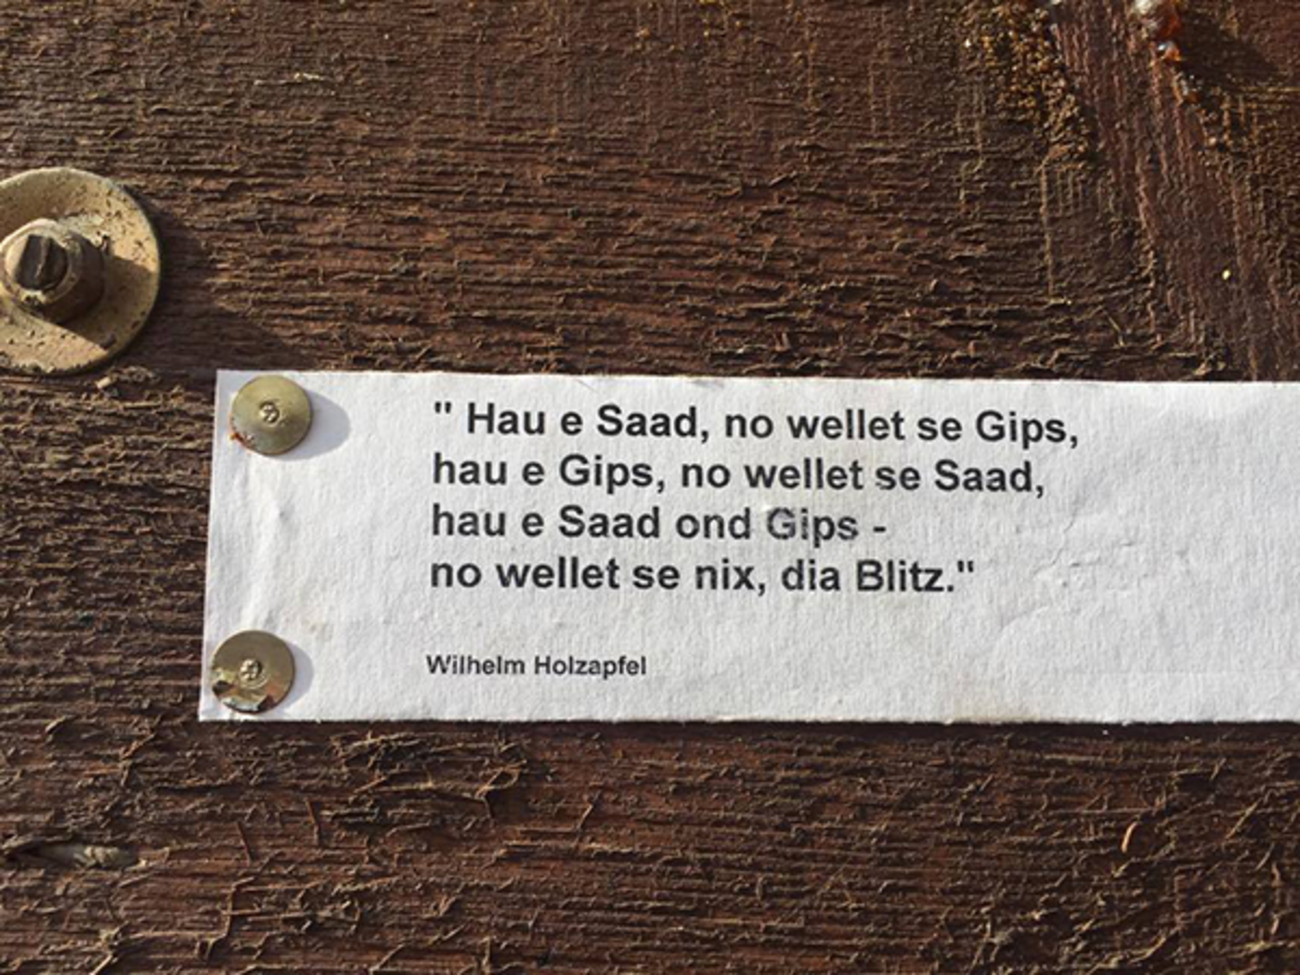 " Hau e Saad, no wellet se Gips,
hau e Gips, no wellet se Saad,
hau e Saad ond Gips -
no wellet se nix, dia Blitz."
Wilhelm Holzapfel